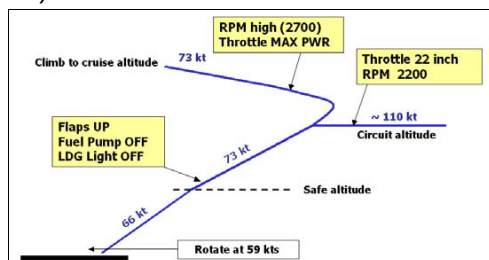 RPM high (2700)
Throttle MAX PWR
73 kt
Climb to cruise altitude
Throttle 22 inch
RPM 2200
~ 110 kt
Circuit altitude
Flaps UP
Fuel Pump OFF
LDG Light OFF
73 kt
Safe altitude
66 kt
Rotate at 59 kts